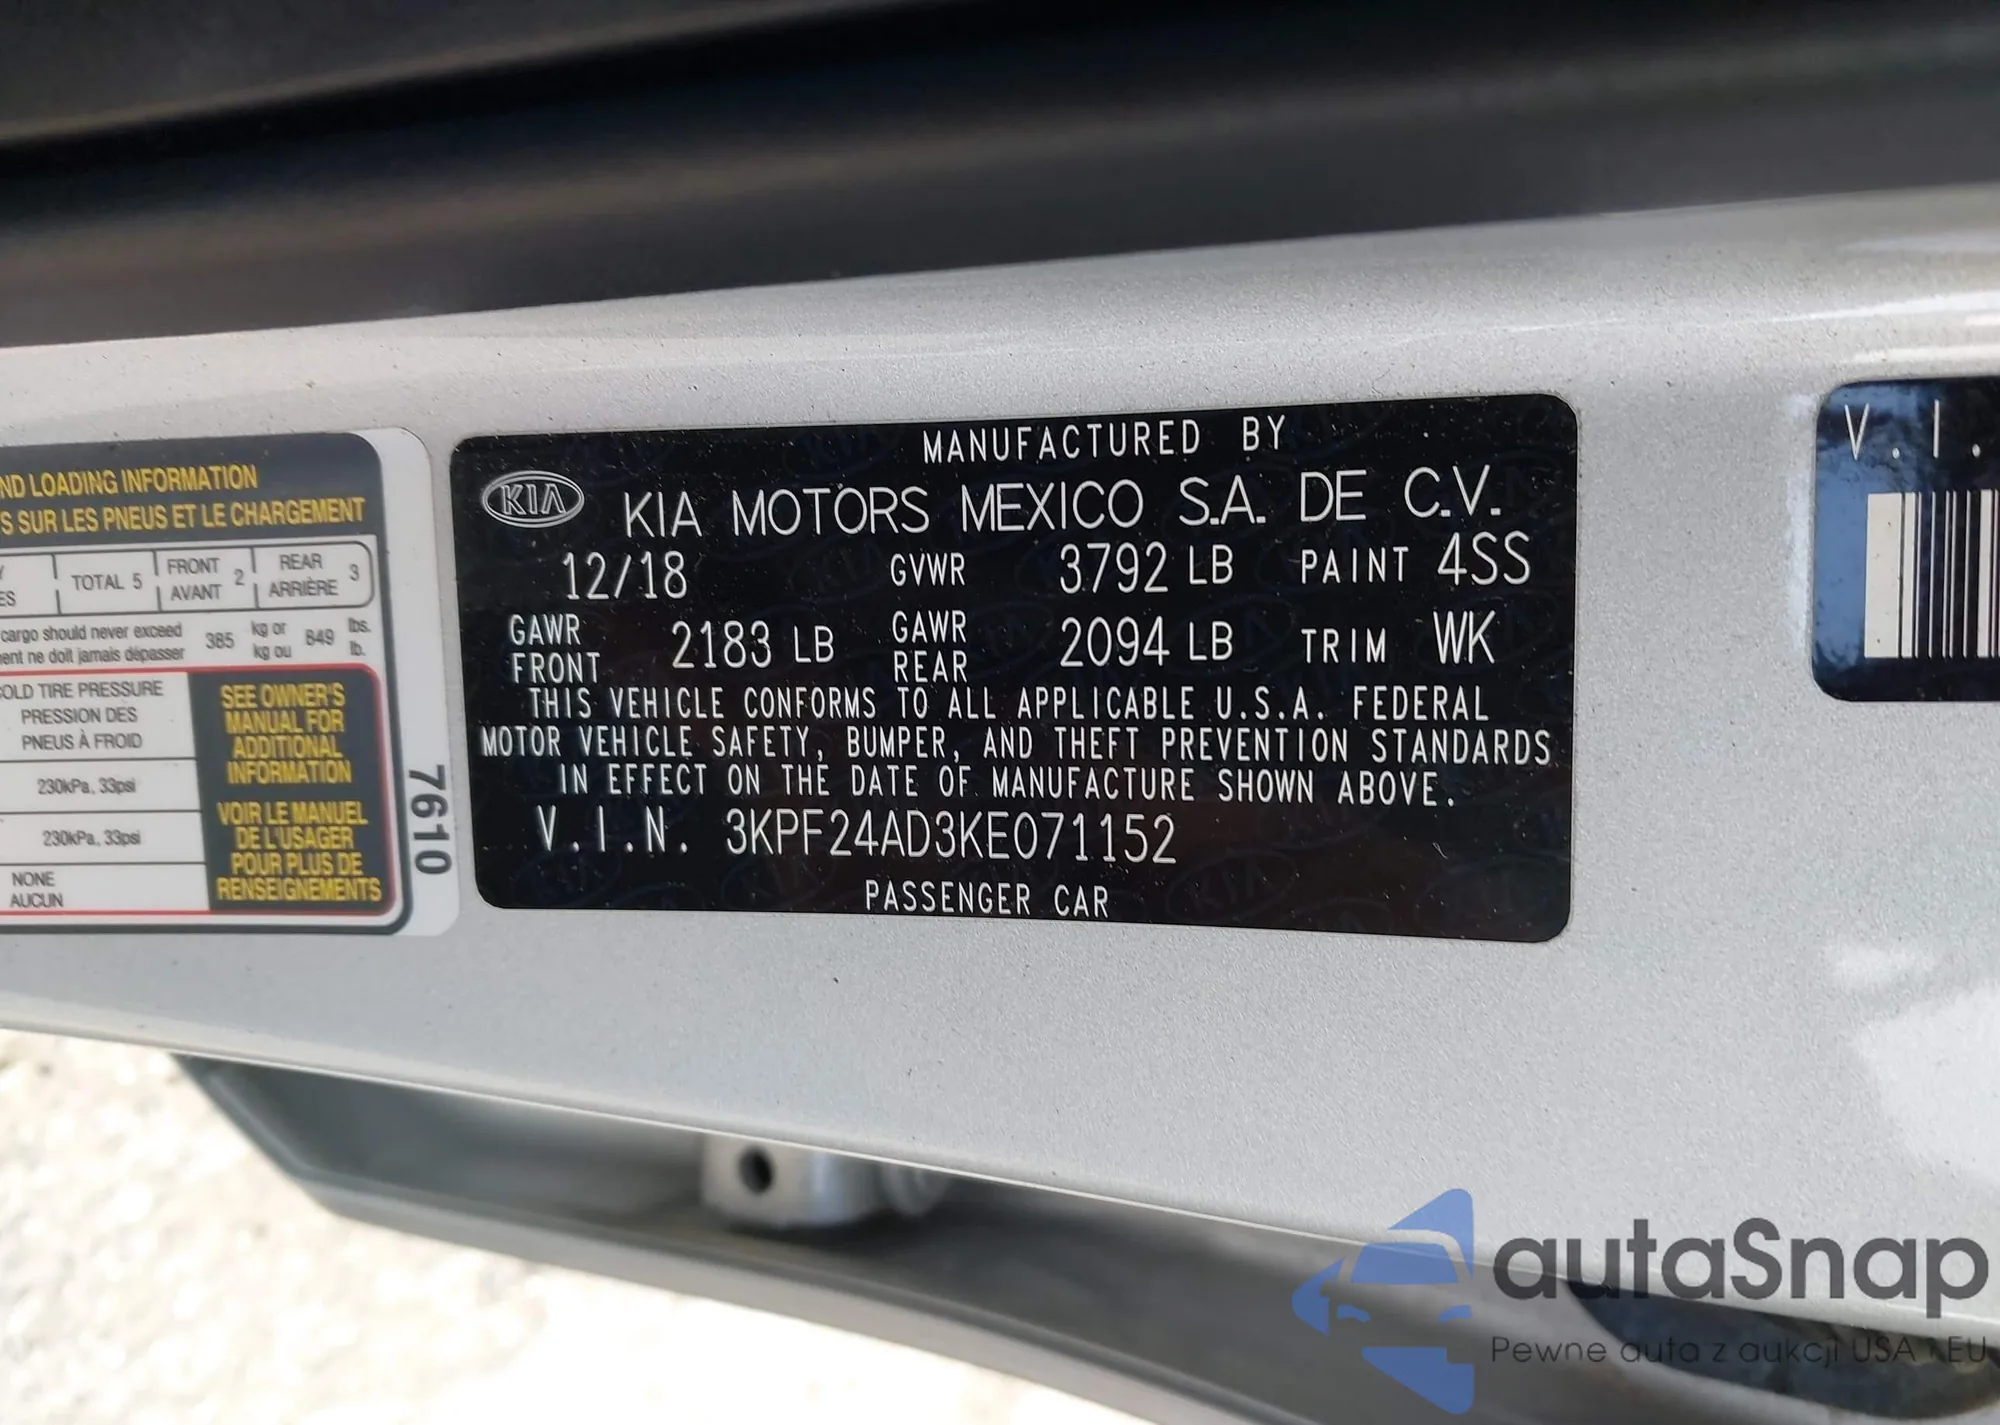 ND LOADING INFORMATION
S SUR LES PNEUS ET LE CHARGEMENT
TOTAL 5
FRONT
AVANT 2
REAR
ARRIÈRE 3
cargo should never exceed 385 kg or 849 lbs.
ent ne doit jamais dépasser kg ou lb.
OLD TIRE PRESSURE
PRESSION DES
PNEUS À FROID
230kPa, 33psi
230kPa, 33psi
NONE
AUCUN
SEE OWNER'S
MANUAL FOR
ADDITIONAL
INFORMATION
VOIR LE MANUEL
DE L'USAGER
POUR PLUS DE
RENSEIGNEMENTS
7610
MANUFACTURED BY
KIA KIA MOTORS MEXICO S.A. DE C.V.
12/18 GVWR 3792 LB PAINT 4SS
GAWR FRONT 2183 LB GAWR REAR 2094 LB TRIM WK
THIS VEHICLE CONFORMS TO ALL APPLICABLE U.S.A. FEDERAL
MOTOR VEHICLE SAFETY, BUMPER, AND THEFT PREVENTION STANDARDS
IN EFFECT ON THE DATE OF MANUFACTURE SHOWN ABOVE.
V.I.N. 3KPF24AD3KE071152
PASSENGER CAR
V.I.
autaSnap
Pewne auta z aukcji USA i EU